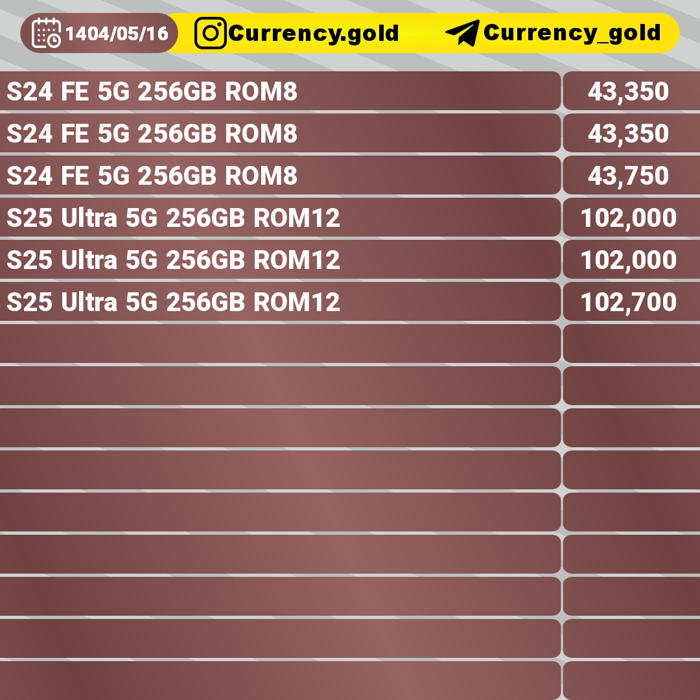 1404/05/16 Currency.gold Currency_gold
S24 FE 5G 256GB ROM8 43,350
S24 FE 5G 256GB ROM8 43,350
S24 FE 5G 256GB ROM8 43,750
S25 Ultra 5G 256GB ROM12 102,000
S25 Ultra 5G 256GB ROM12 102,000
S25 Ultra 5G 256GB ROM12 102,700